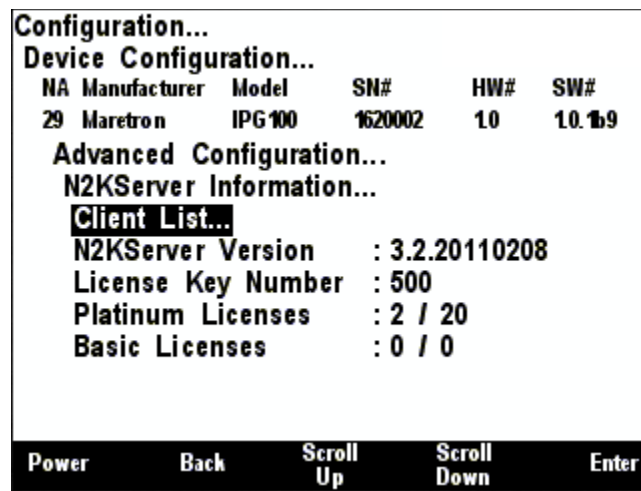 Configuration...
Device Configuration...
NA Manufacturer Model SN# HW# SW#
29 Maretron IPG100 1620002 1.0 1.0.1b9
Advanced Configuration...
N2KServer Information...
Client List...
N2KServer Version : 3.2.20110208
License Key Number : 500
Platinum Licenses : 2 / 20
Basic Licenses : 0 / 0
Power Back Scroll Up Scroll Down Enter